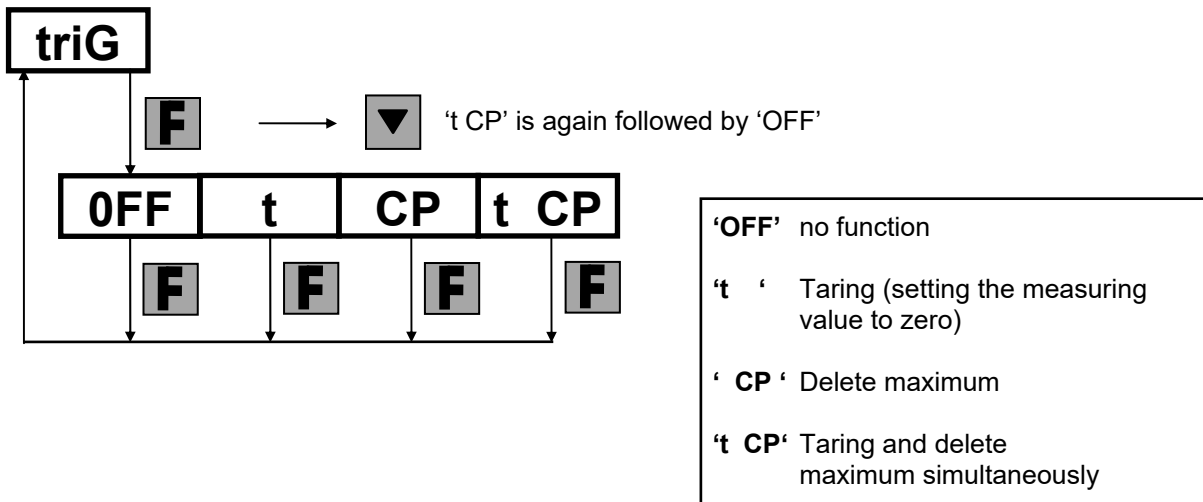 triG
F
▼ ‘t CP’ is again followed by ‘OFF’
0FF t CP t CP
F F F F
‘OFF’ no function
‘t ‘ Taring (setting the measuring
value to zero)
‘ CP ‘ Delete maximum
‘t CP‘ Taring and delete
maximum simultaneously